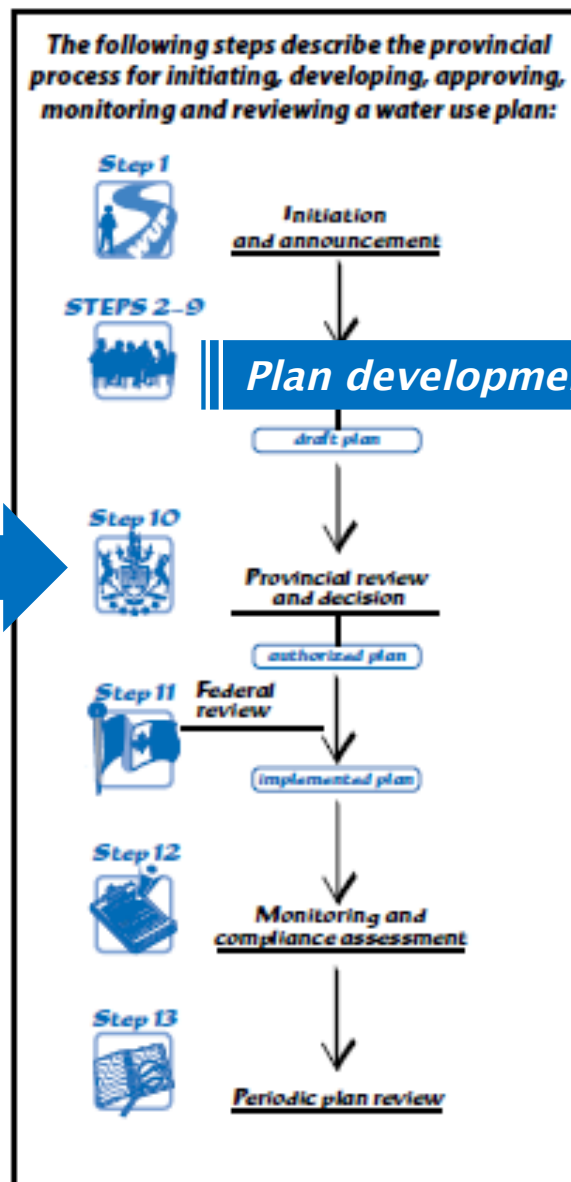 The following steps describe the provincial
process for initiating, developing, approving,
monitoring and reviewing a water use plan:
Step 1
WUP
Initiation
and announcement
STEPS 2-9
Plan developme
draft plan
Step 10
Provincial review
and decision
authorized plan
Step 11
Federal
review
implemented plan
Step 12
Monitoring and
compliance assessment
Step 13
Periodic plan review